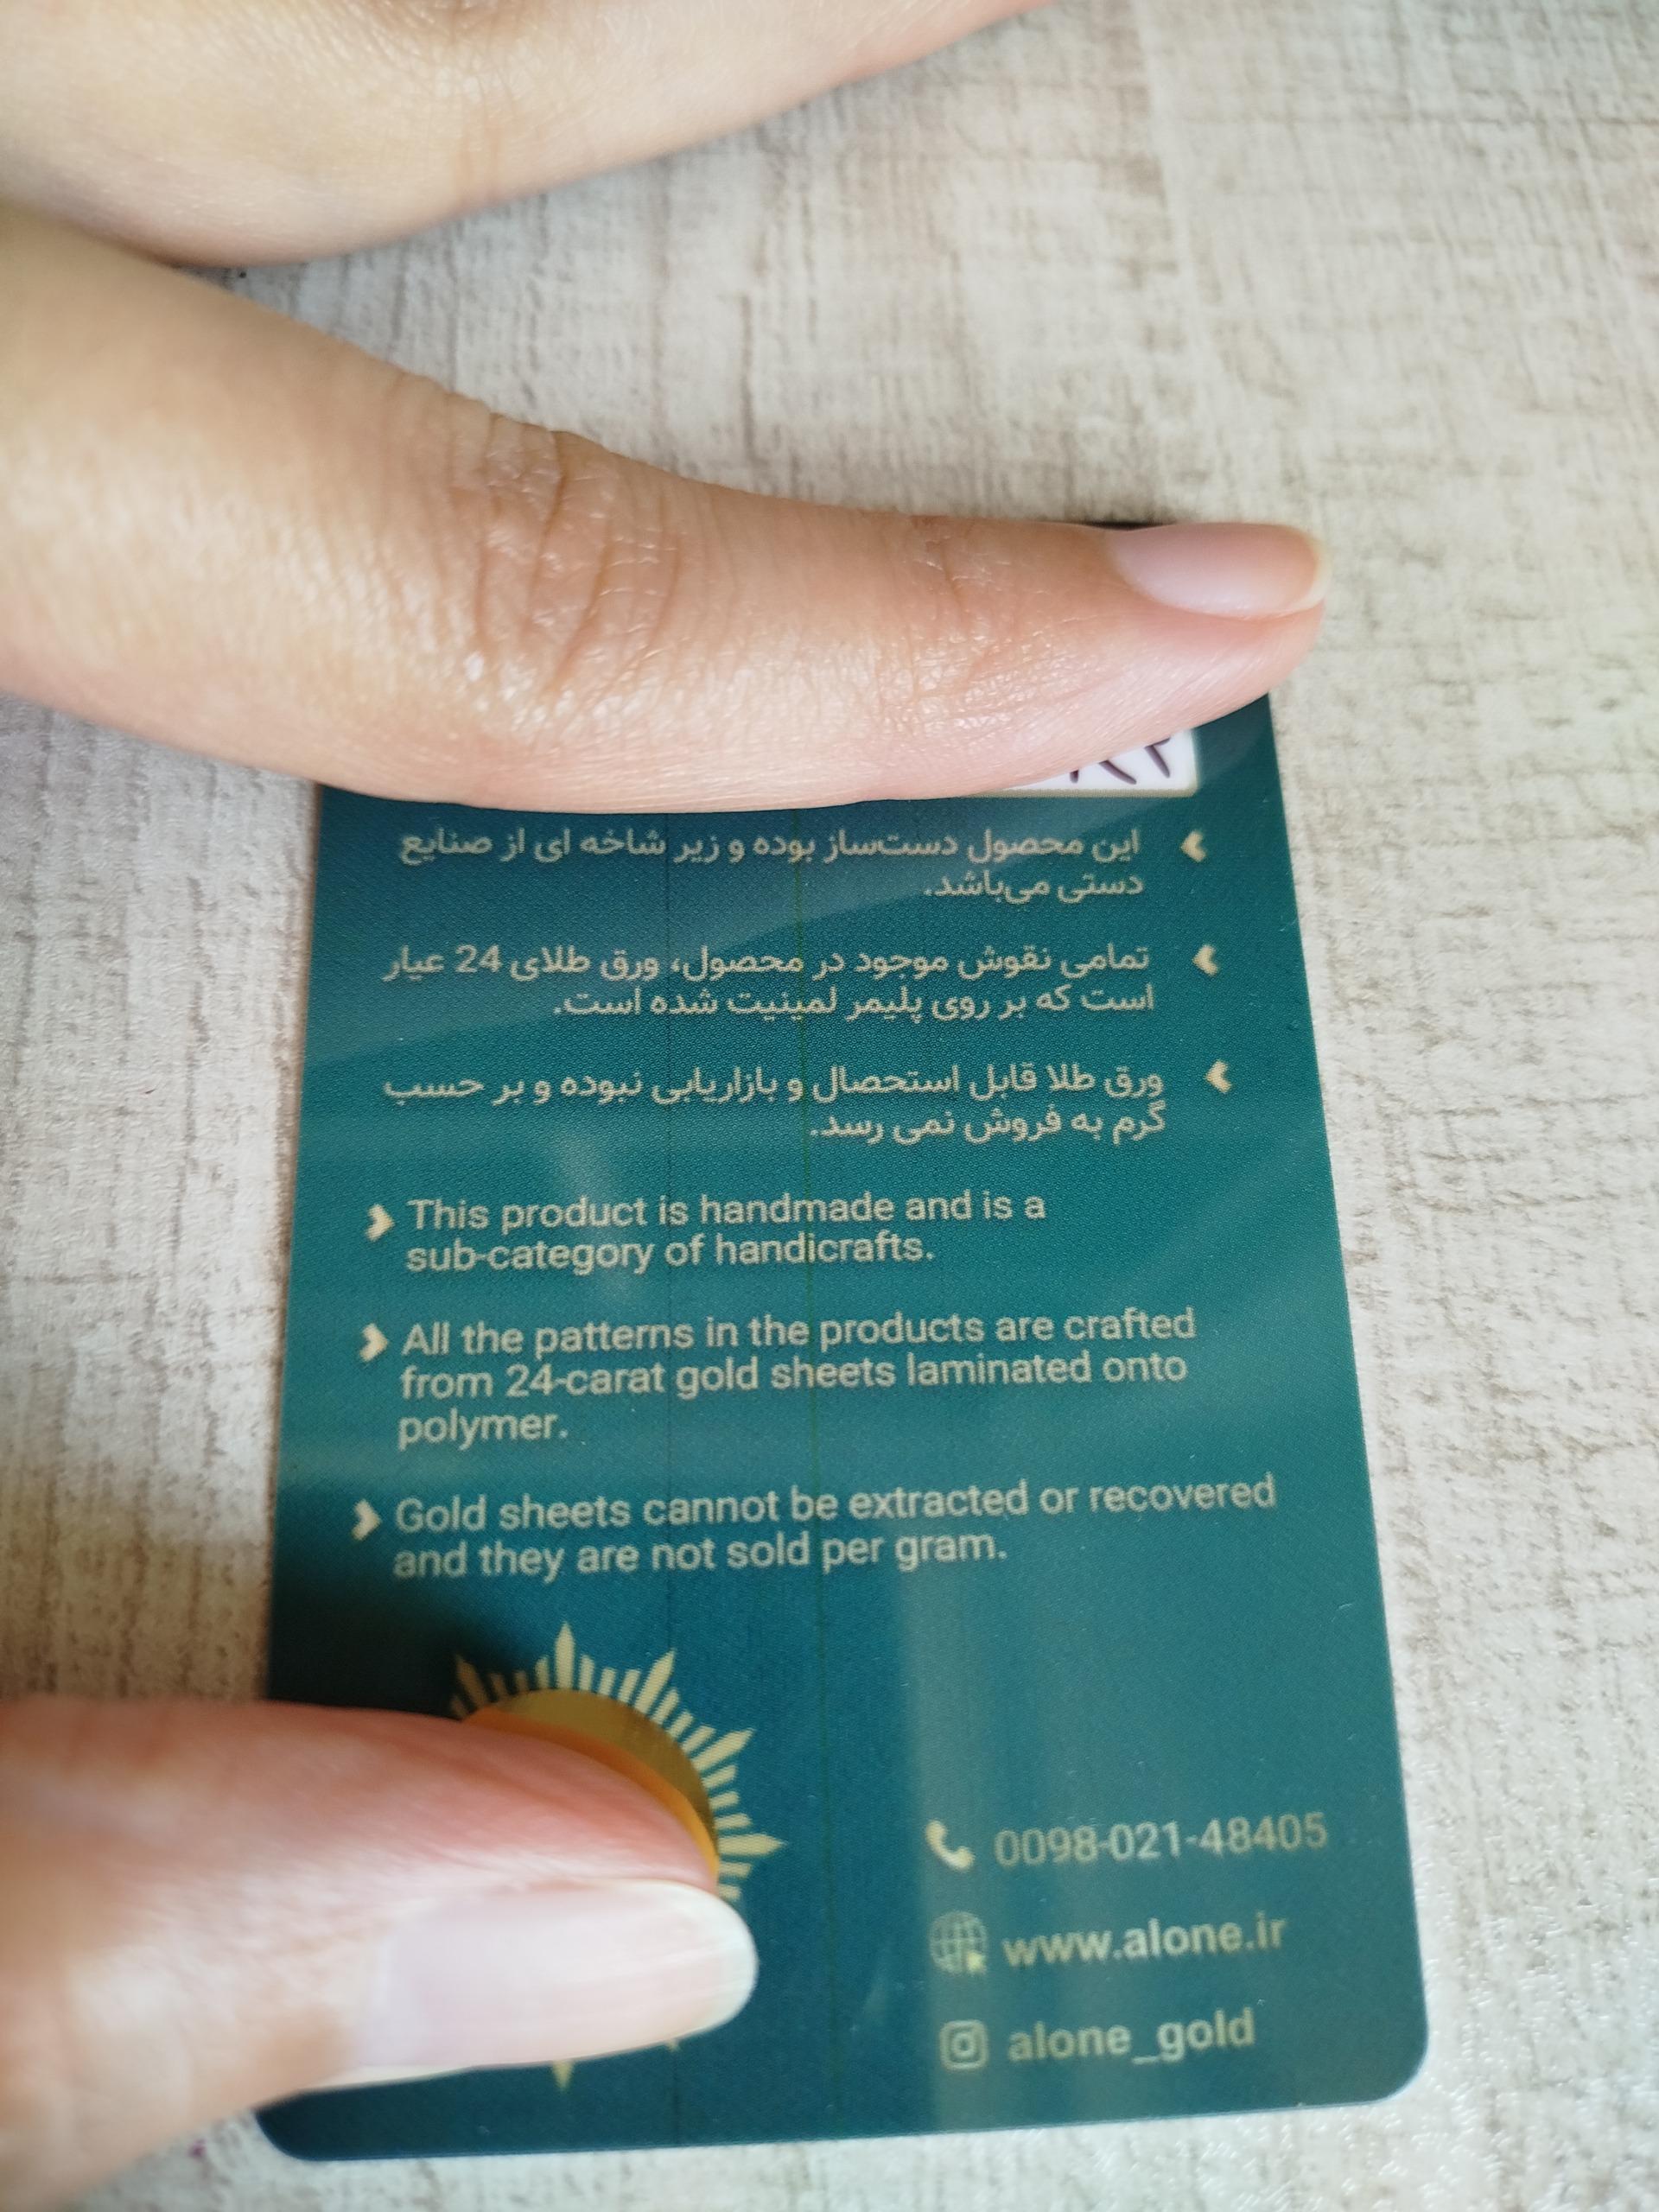 این محصول دست‌ساز بوده و زیر شاخه ای از صنایع
دستی می‌باشد.
تمامی نقوش موجود در محصول، ورق طلای 24 عیار
است که بر روی پلیمر لمینیت شده است.
ورق طلا قابل استحصال و بازاریابی نبوده و بر حسب
گرم به فروش نمی رسد.
This product is handmade and is a
sub-category of handicrafts.
All the patterns in the products are crafted
from 24-carat gold sheets laminated onto
polymer.
Gold sheets cannot be extracted or recovered
and they are not sold per gram.
0098-021-48405
www.alone.ir
alone_gold